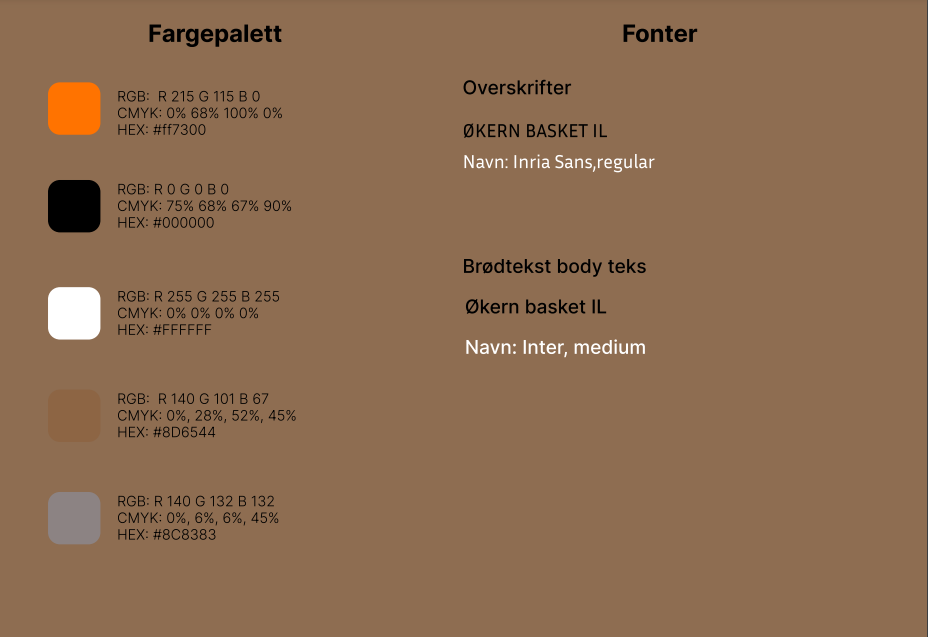 Fargepalett
RGB:  R 215 G 115 B 0
CMYK: 0% 68% 100% 0%
HEX: #ff7300
RGB: R 0 G 0 B 0
CMYK: 75% 68% 67% 90%
HEX: #000000
RGB: R 255 G 255 B 255
CMYK: 0% 0% 0% 0%
HEX: #FFFFFF
RGB:  R 140 G 101 B 67
CMYK: 0%, 28%, 52%, 45%
HEX: #8D6544
RGB: R 140 G 132 B 132
CMYK: 0%, 6%, 6%, 45%
HEX: #8C8383
Fonter
Overskrifter
ØKERN BASKET IL
Navn: Inria Sans,regular
Brødtekst body teks
Økern basket IL
Navn: Inter, medium